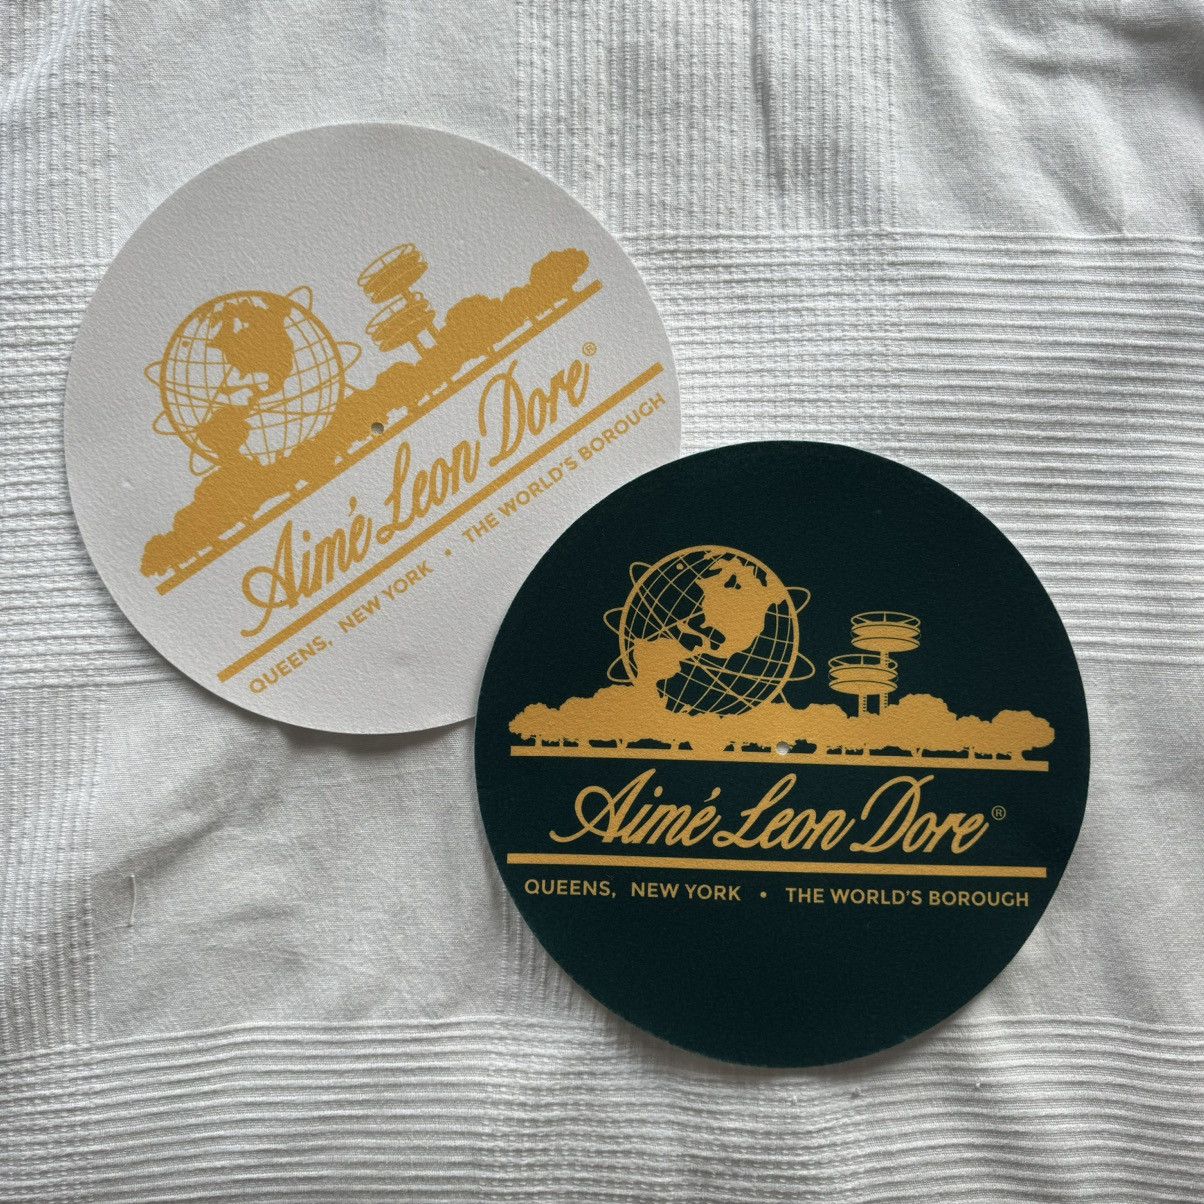 Aimé Leon Dore®
QUEENS, NEW YORK • THE WORLD'S BOROUGH
Aimé Leon Dore®
QUEENS, NEW YORK • THE WORLD'S BOROUGH